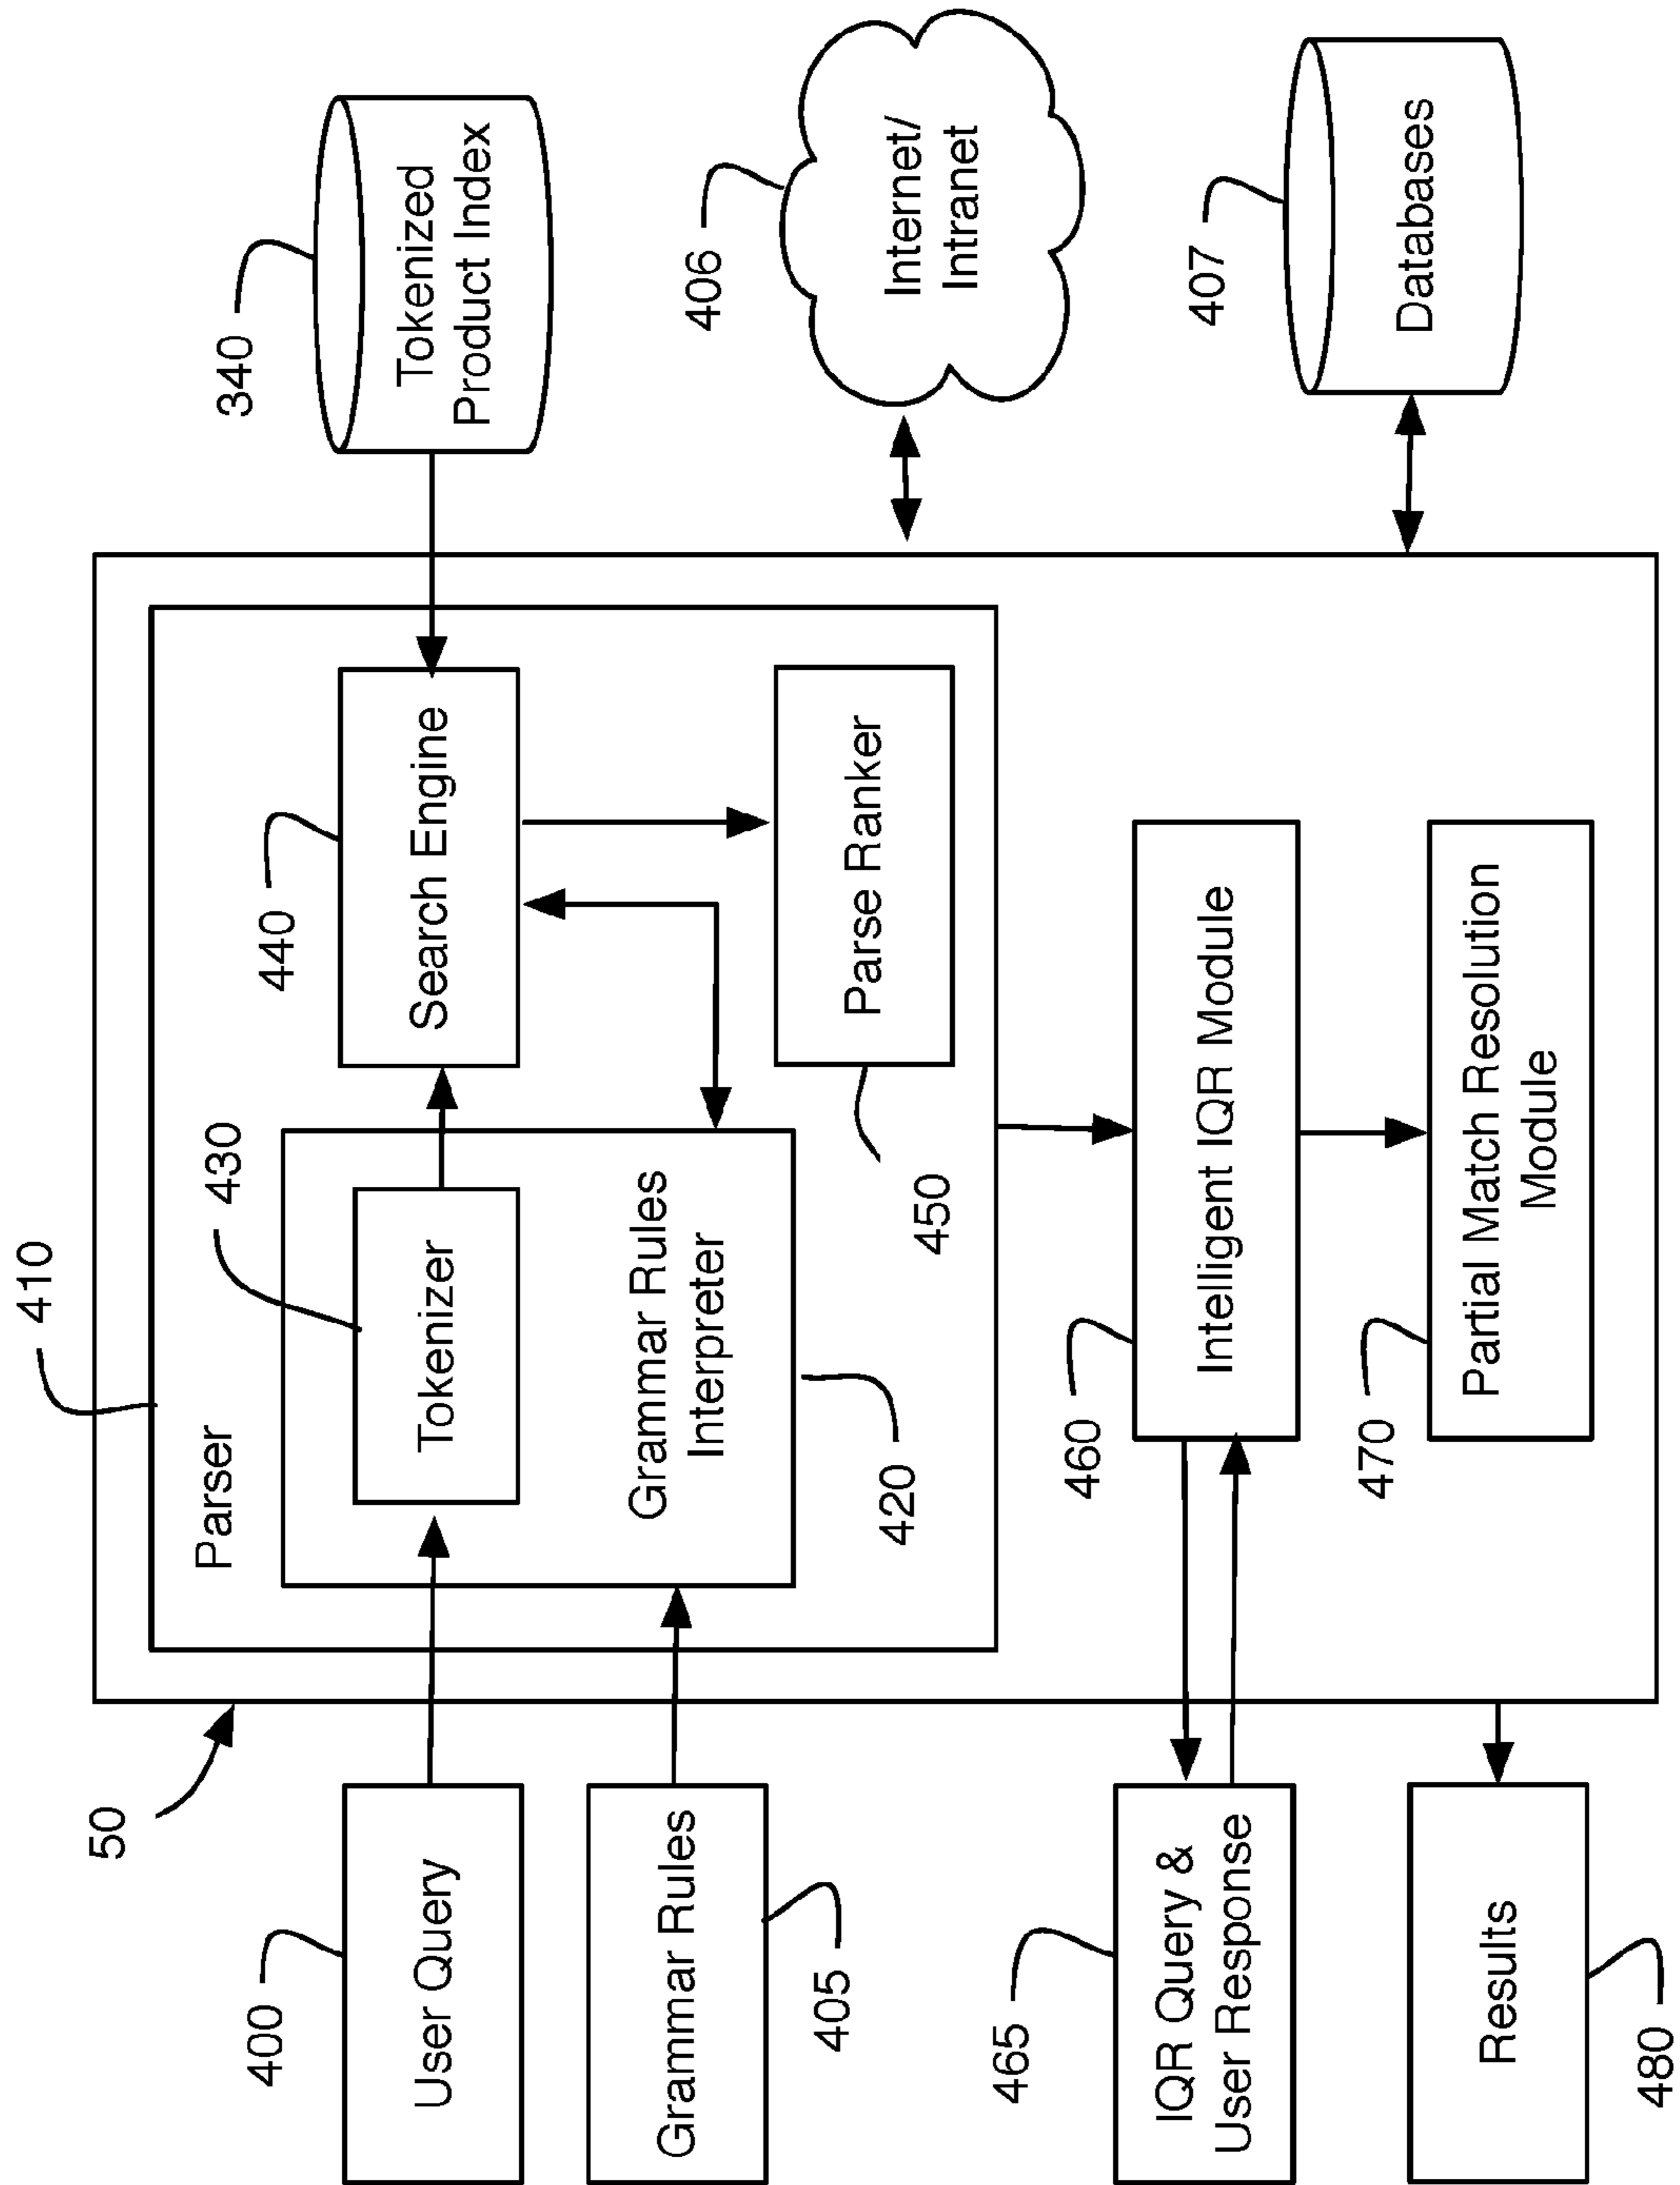 50
410
Parser
400
User Query
430
Tokenizer
440
Search Engine
340
Tokenized
Product Index
Grammar Rules
405
Grammar Rules
Interpreter
420
Parse Ranker
450
406
Internet/
Intranet
465
IQR Query &
User Response
460
Intelligent IQR Module
407
Databases
Results
480
470
Partial Match Resolution
Module